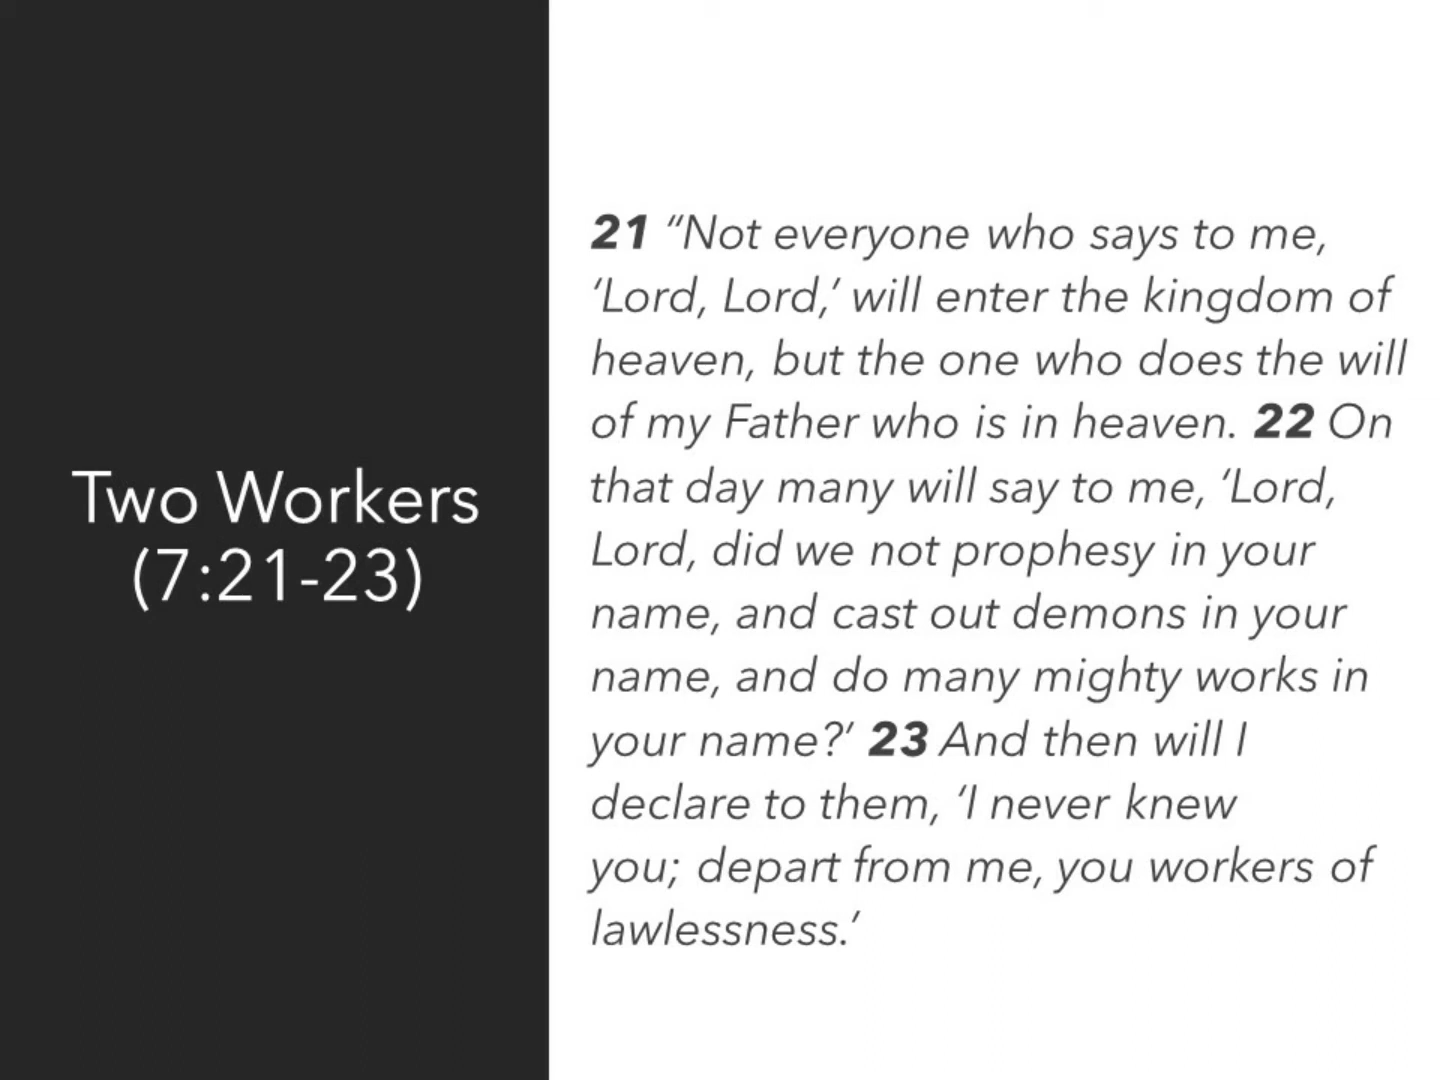 Two Workers
(7:21-23)
21 “Not everyone who says to me,
‘Lord, Lord,’ will enter the kingdom of
heaven, but the one who does the will
of my Father who is in heaven. 22 On
that day many will say to me, ‘Lord,
Lord, did we not prophesy in your
name, and cast out demons in your
name, and do many mighty works in
your name?’ 23 And then will I
declare to them, ‘I never knew
you; depart from me, you workers of
lawlessness.’